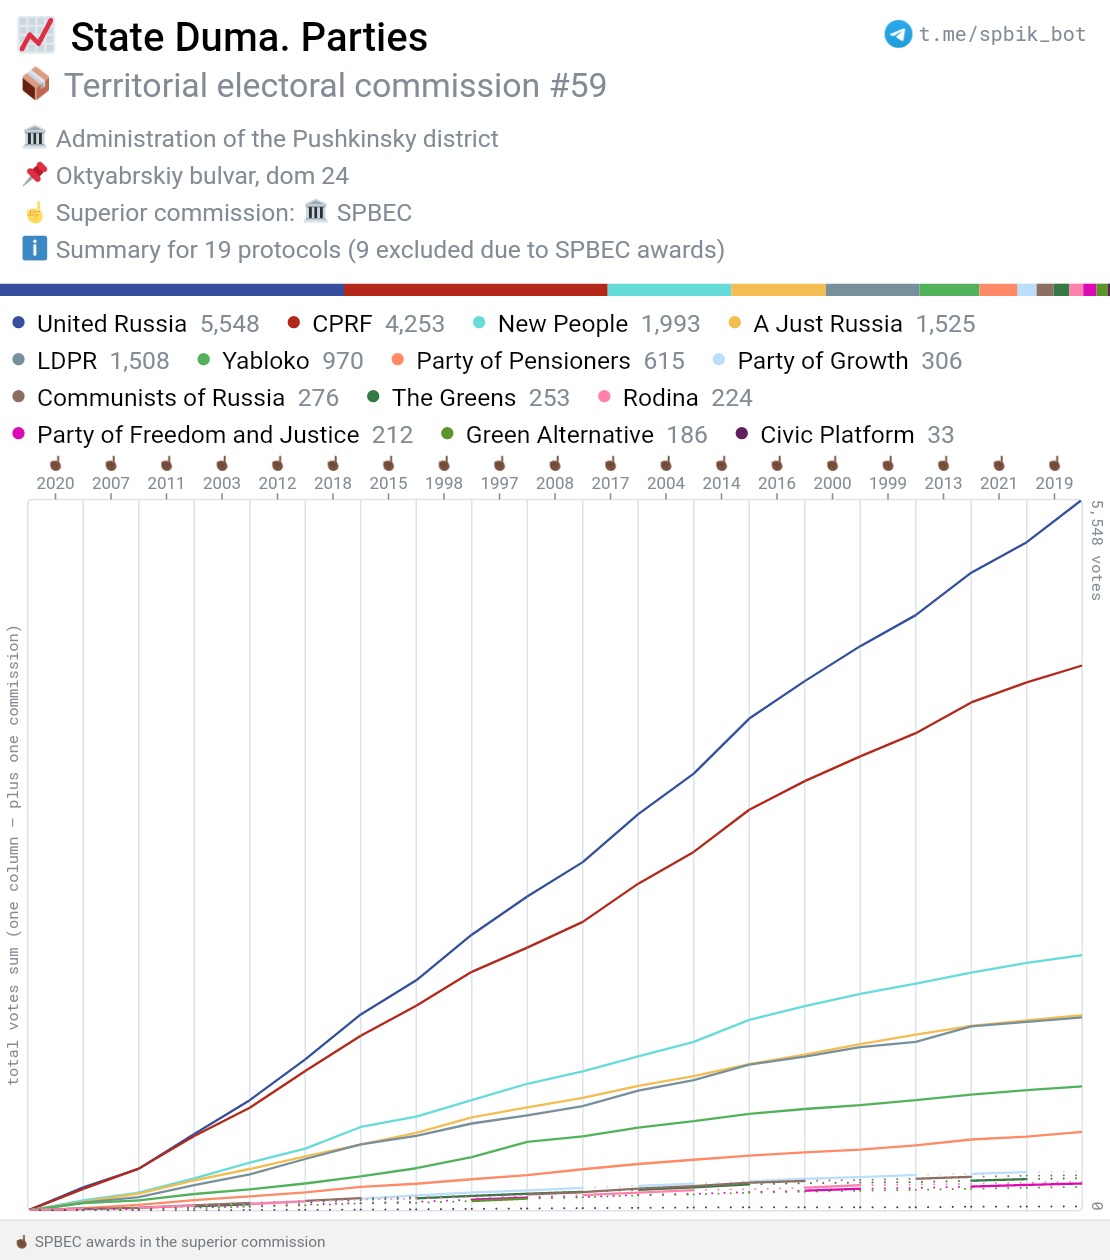 State Duma. Parties
t.me/spbik_bot
Territorial electoral commission #59
Administration of the Pushkinsky district
Oktyabrskiy bulvar, dom 24
Superior commission: SPBEC
Summary for 19 protocols (9 excluded due to SPBEC awards)
United Russia 5,548 CPRF 4,253 New People 1,993 A Just Russia 1,525
LDPR 1,508 Yabloko 970 Party of Pensioners 615 Party of Growth 306
Communists of Russia 276 The Greens 253 Rodina 224
Party of Freedom and Justice 212 Green Alternative 186 Civic Platform 33
2020 2007 2011 2003 2012 2018 2015 1998 1997 2008 2017 2004 2014 2016 2000 1999 2013 2021 2019
5,548 votes
total votes sum (one column — plus one commission)
0
SPBEC awards in the superior commission